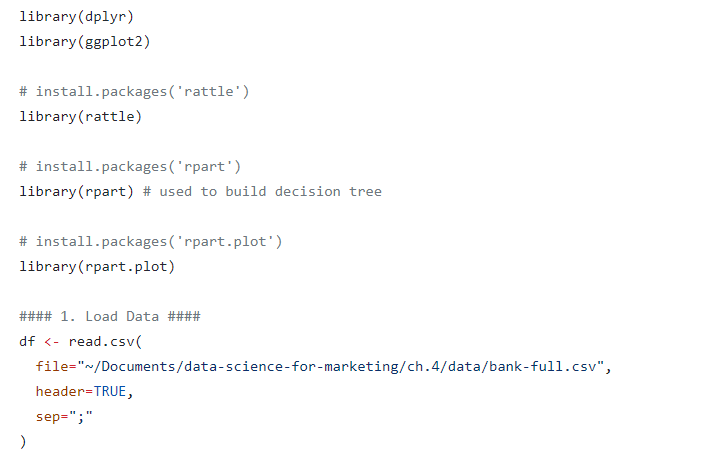 library(dplyr)
library(ggplot2)
# install.packages('rattle')
library(rattle)
# install.packages('rpart')
library(rpart) # used to build decision tree
# install.packages('rpart.plot')
library(rpart.plot)
#### 1. Load Data ####
df <- read.csv(
  file="~/Documents/data-science-for-marketing/ch.4/data/bank-full.csv",
  header=TRUE,
  sep=";"
)